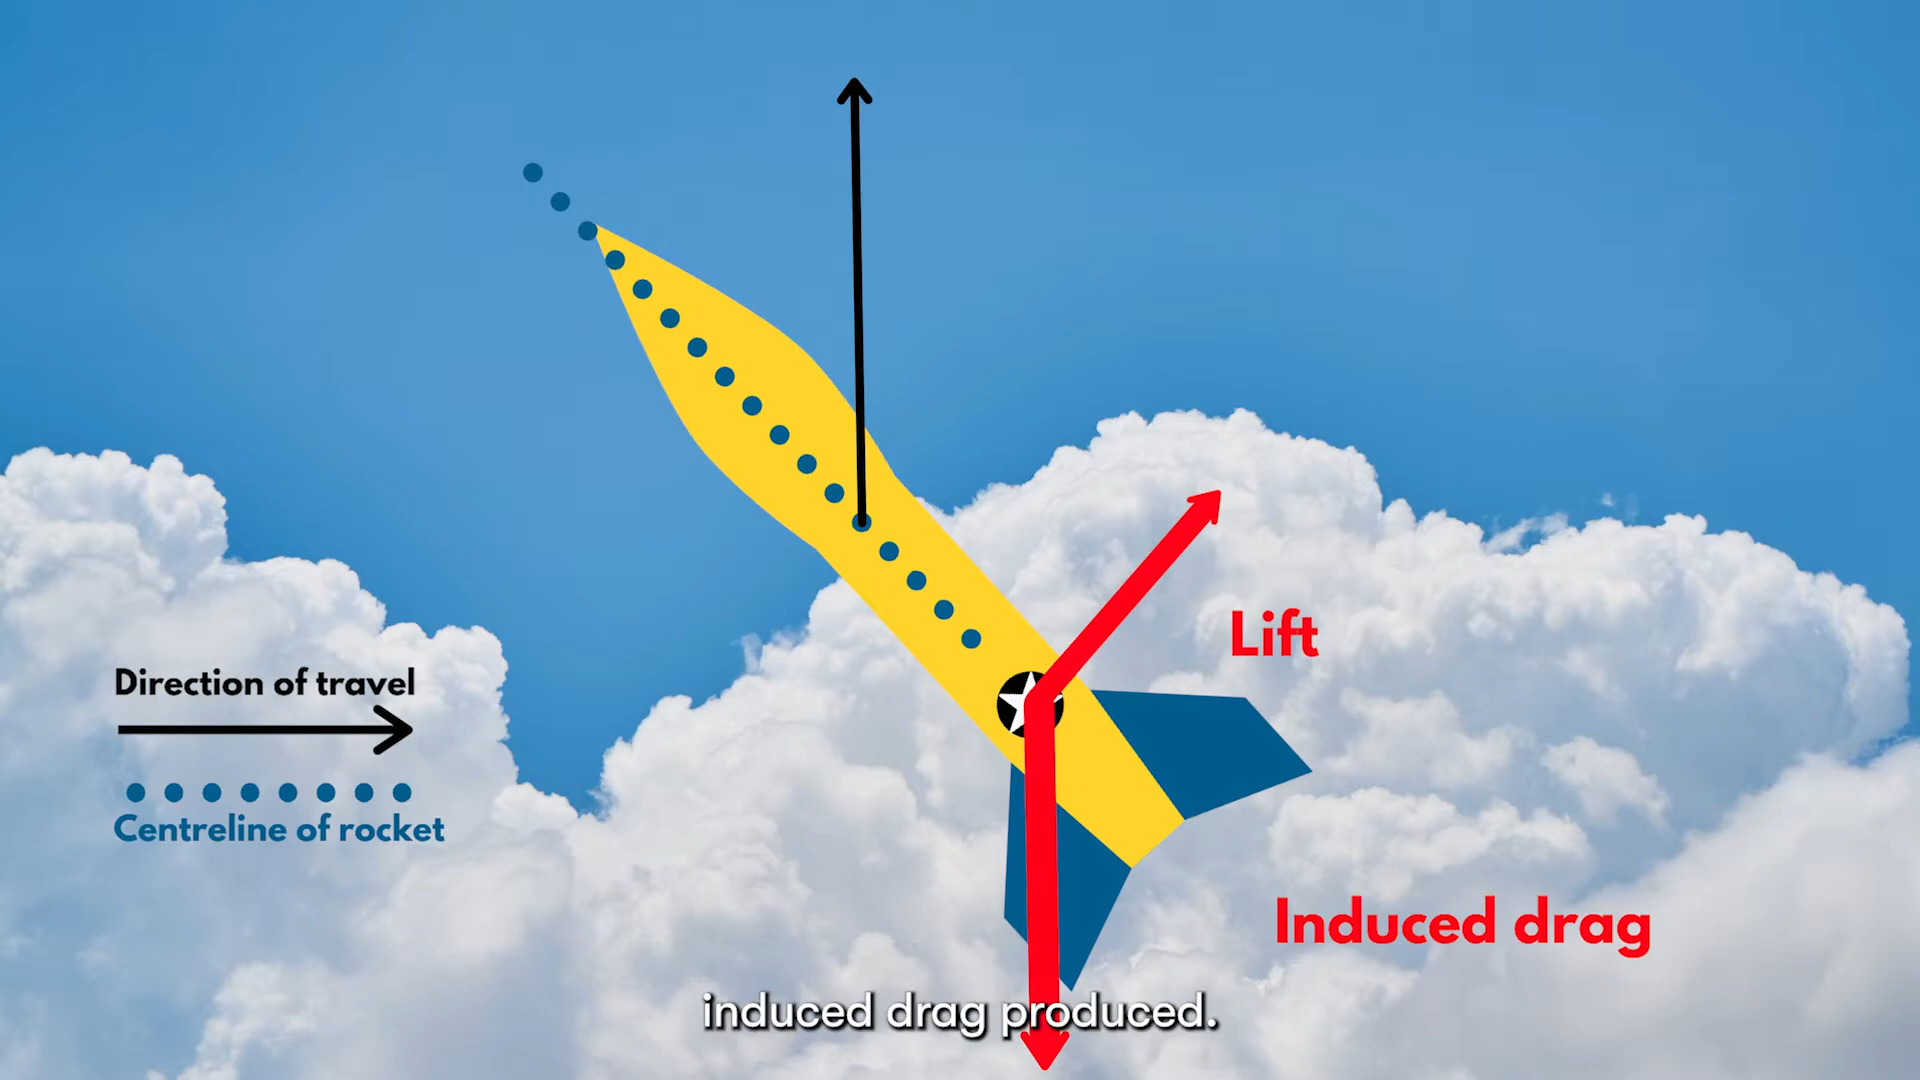 Lift
Direction of travel
Centreline of rocket
Induced drag
induced drag produced.